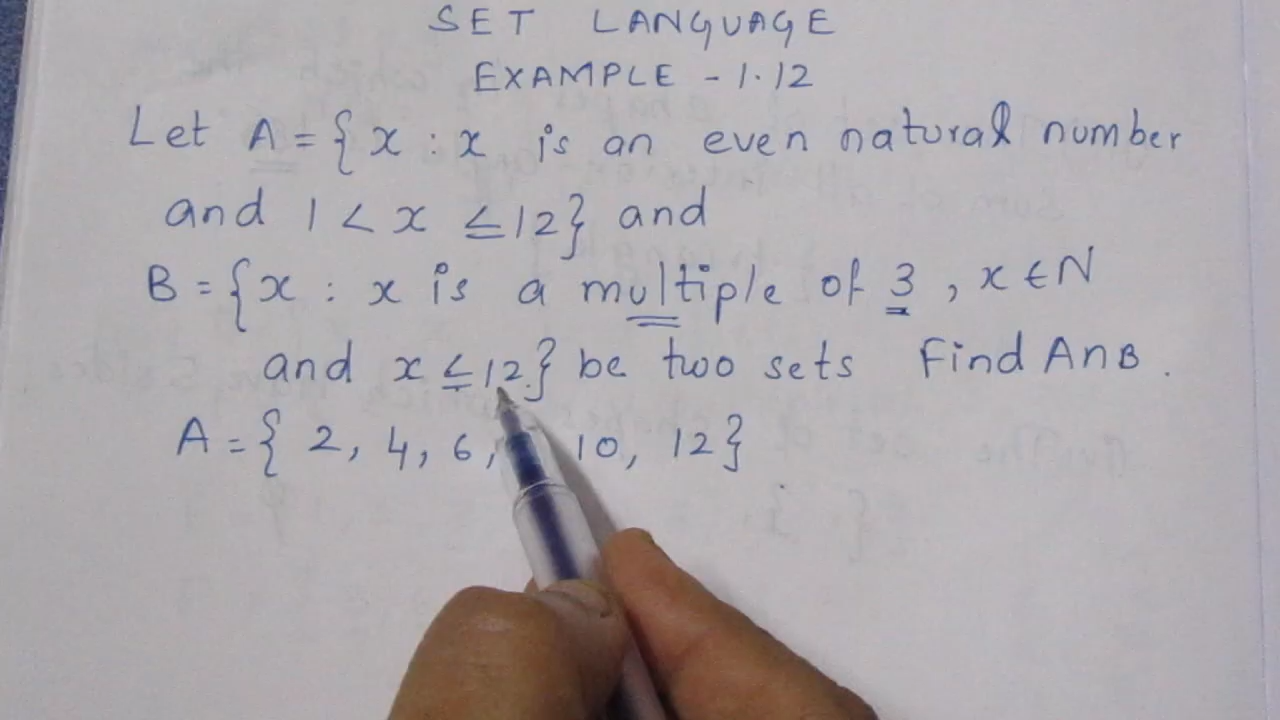 SET LANGUAGE
EXAMPLE - 1.12
Let A = { x : x is an even natural number
and 1 < x ≤ 12} and
B = { x : x is a multiple of 3 , x ∈ N
and x ≤ 12} be two sets Find A∩B .
A = { 2, 4, 6, 10, 12 }